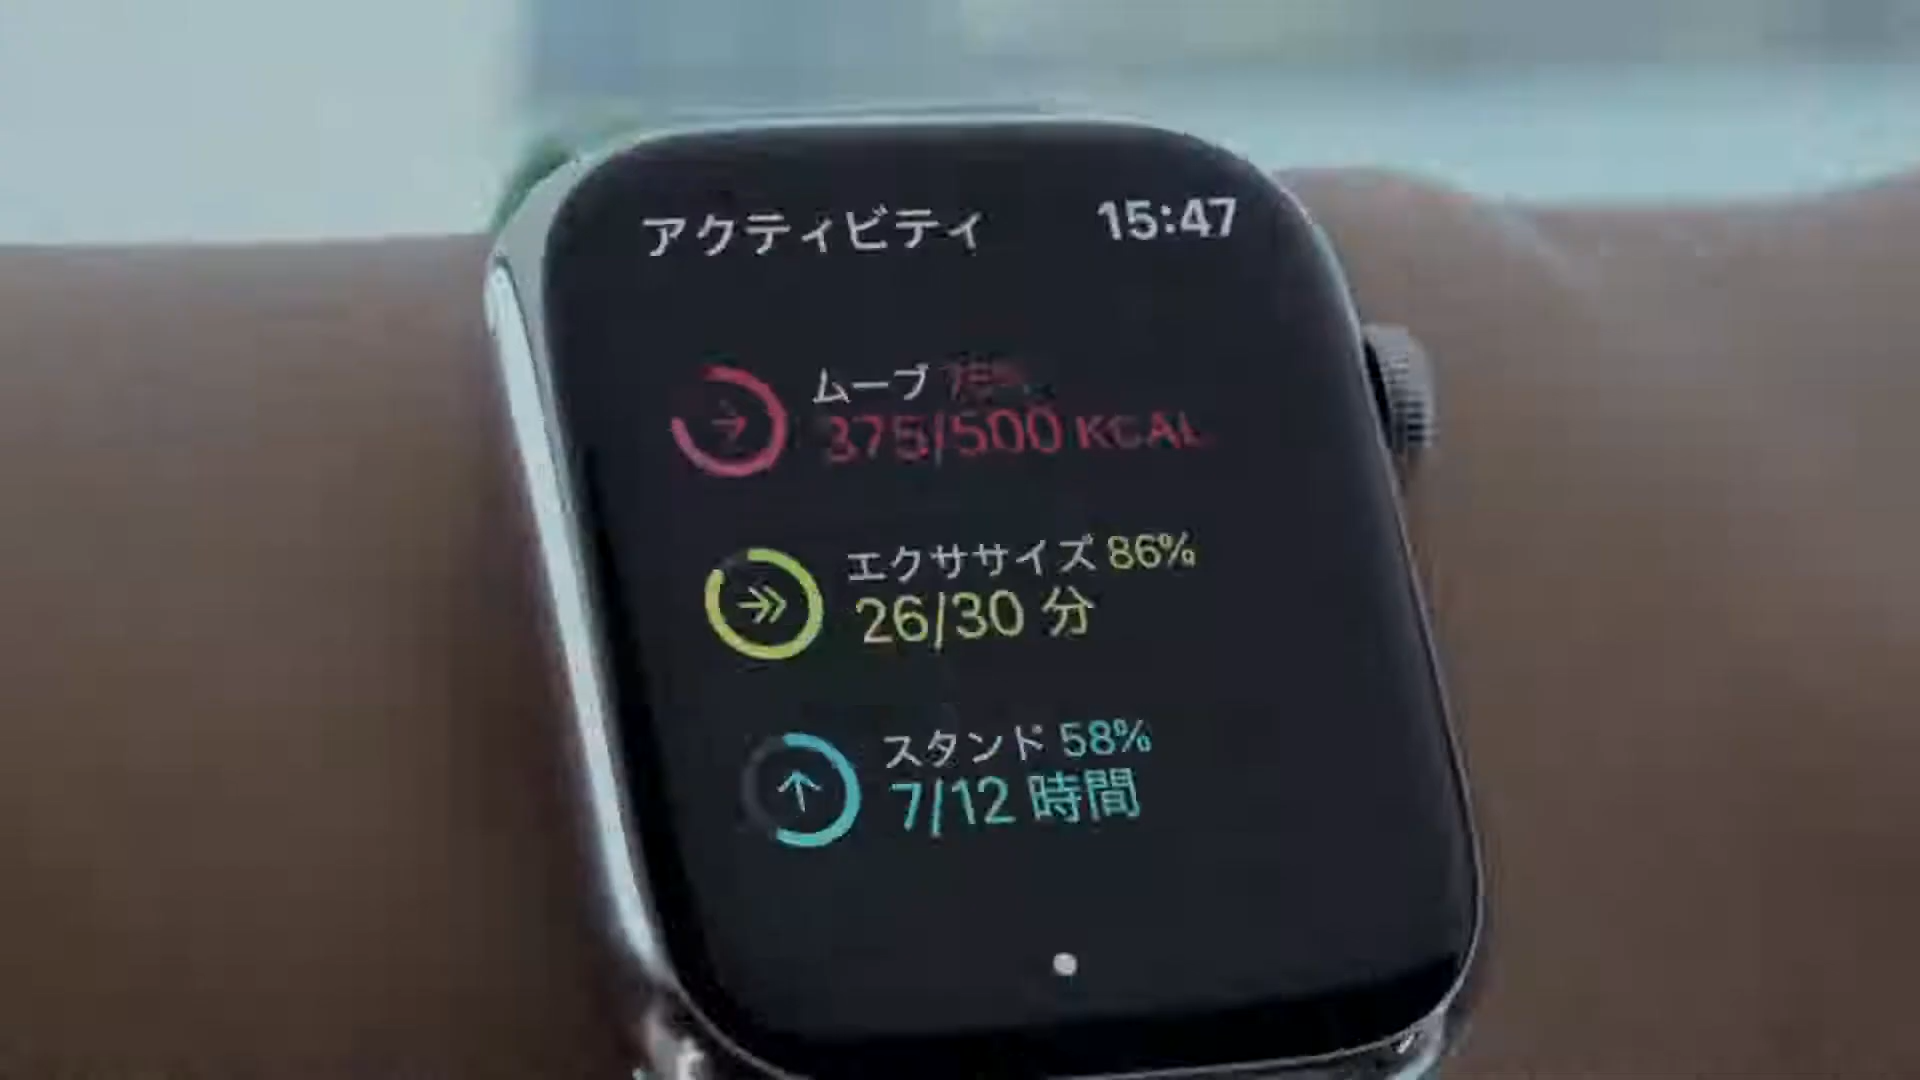 アクティビティ 15:47
ムーブ 75%
375/500 KCAL
エクササイズ 86%
26/30 分
スタンド 58%
7/12 時間